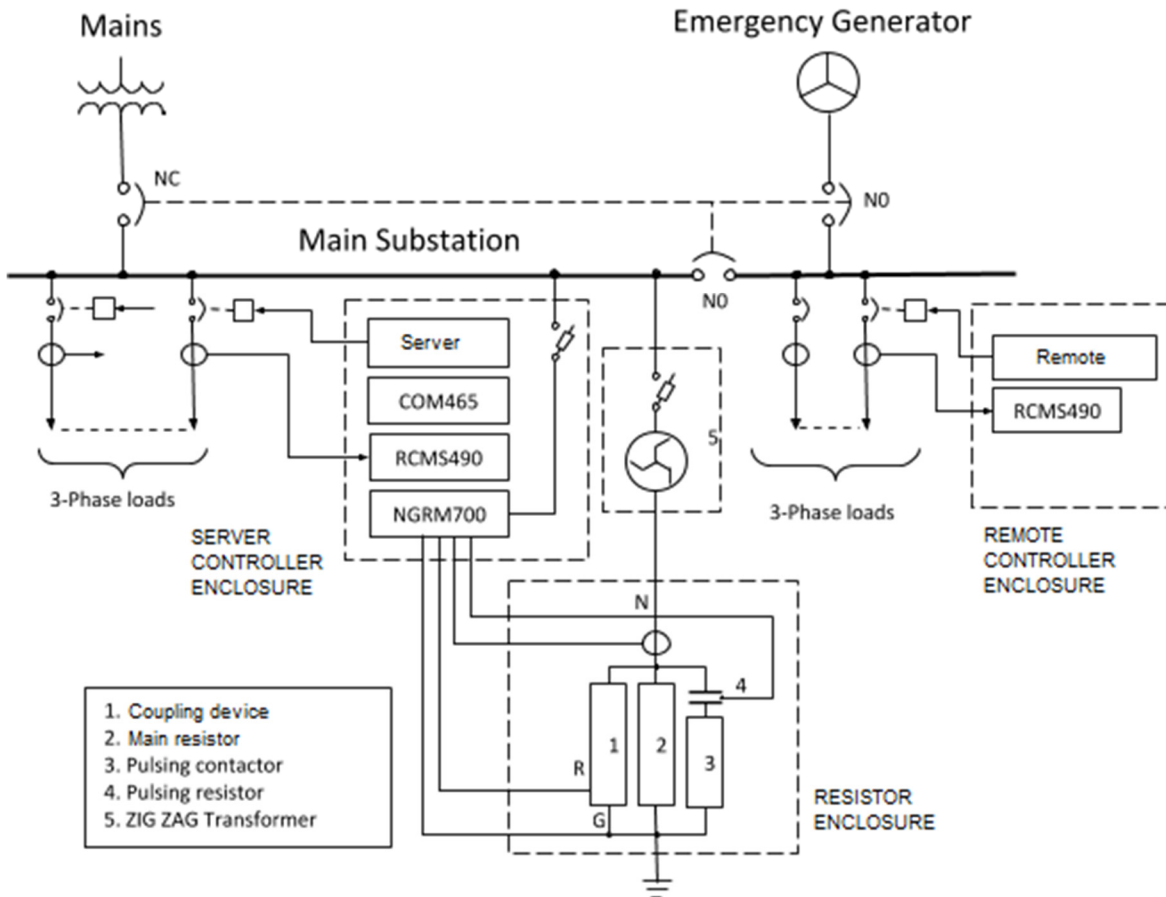 Mains
Emergency Generator
NC
N0
Main Substation
N0
Server
COM465
RCMS490
NGRM700
5
Remote
RCMS490
3-Phase loads
3-Phase loads
SERVER
CONTROLLER
ENCLOSURE
REMOTE
CONTROLLER
ENCLOSURE
N
4
1
2
3
R
G
1. Coupling device
2. Main resistor
3. Pulsing contactor
4. Pulsing resistor
5. ZIG ZAG Transformer
RESISTOR
ENCLOSURE